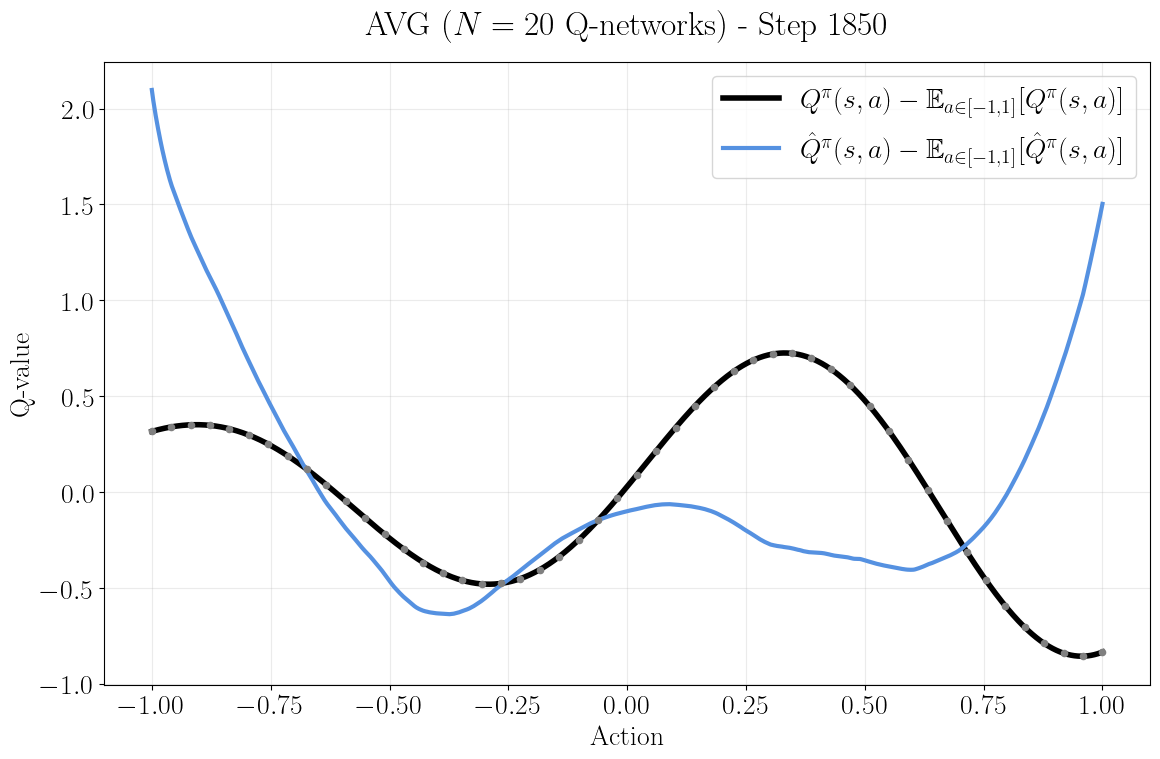 AVG (N = 20 Q-networks) - Step 1850
Q^π(s, a) − 𝔼_{a∈[−1,1]}[Q^π(s, a)]
Q̂^π(s, a) − 𝔼_{a∈[−1,1]}[Q̂^π(s, a)]
2.0
1.5
1.0
0.5
0.0
−0.5
−1.0
Q-value
−1.00 −0.75 −0.50 −0.25 0.00 0.25 0.50 0.75 1.00
Action